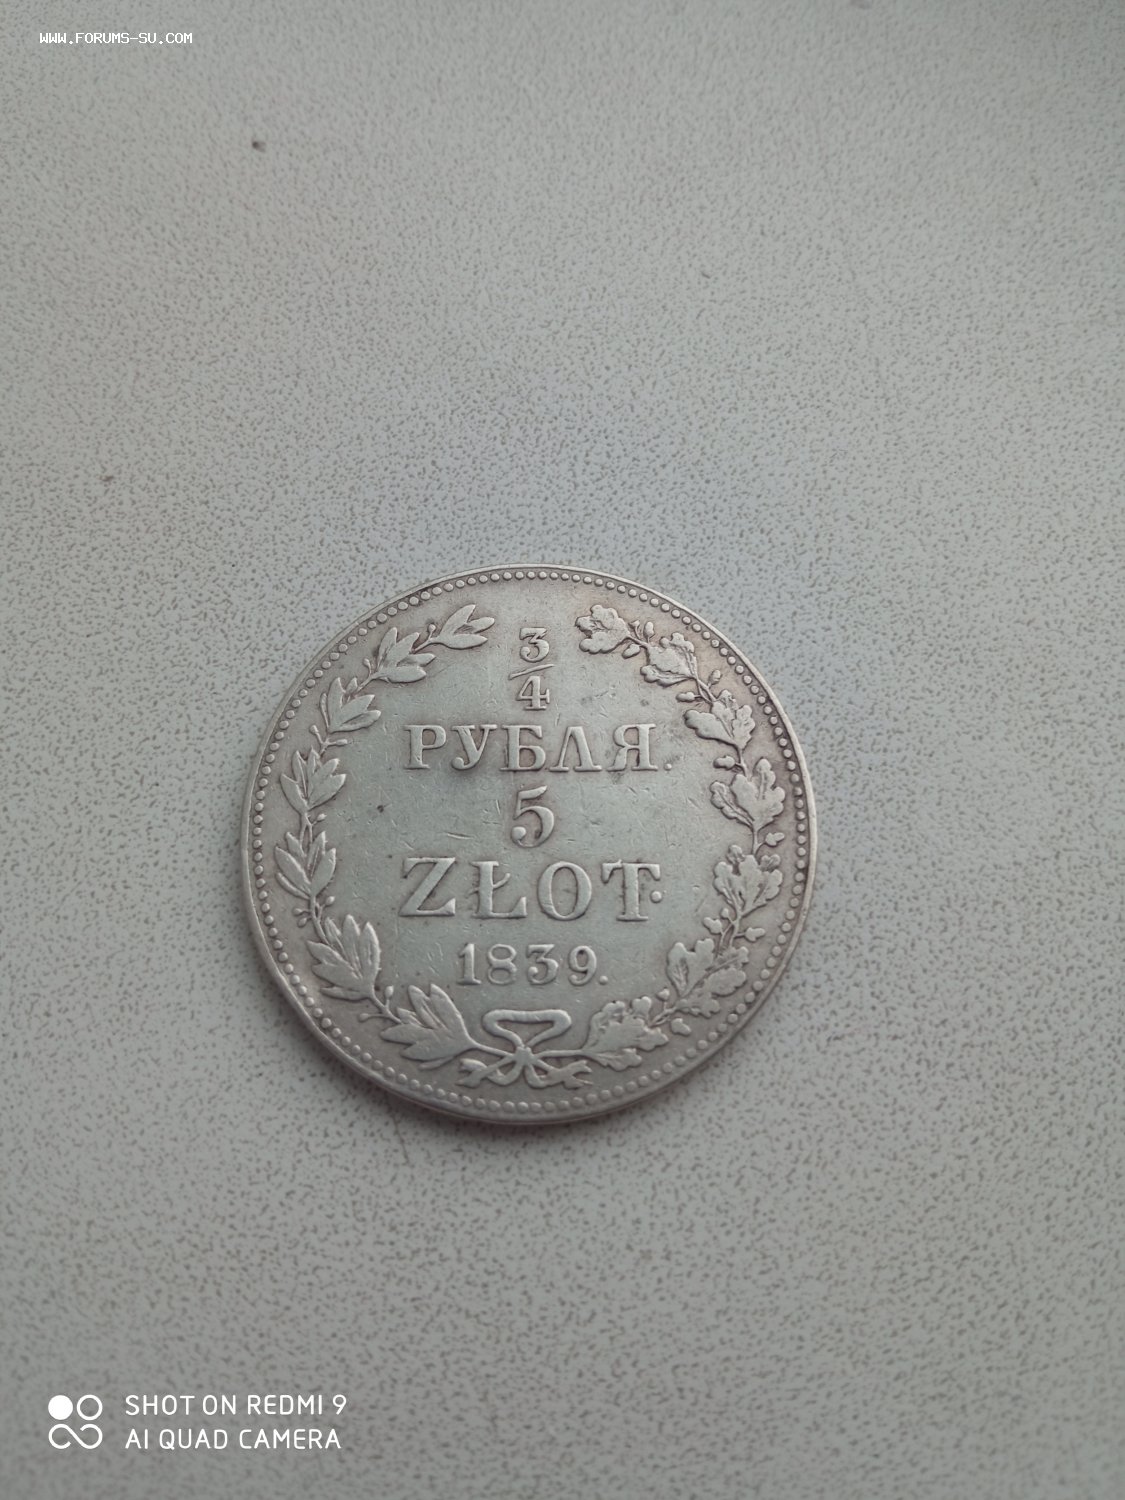 WWW.FORUMS-SU.COM
3/4
РУБЛЯ.
5
ZŁOT.
1839.
SHOT ON REDMI 9
AI QUAD CAMERA